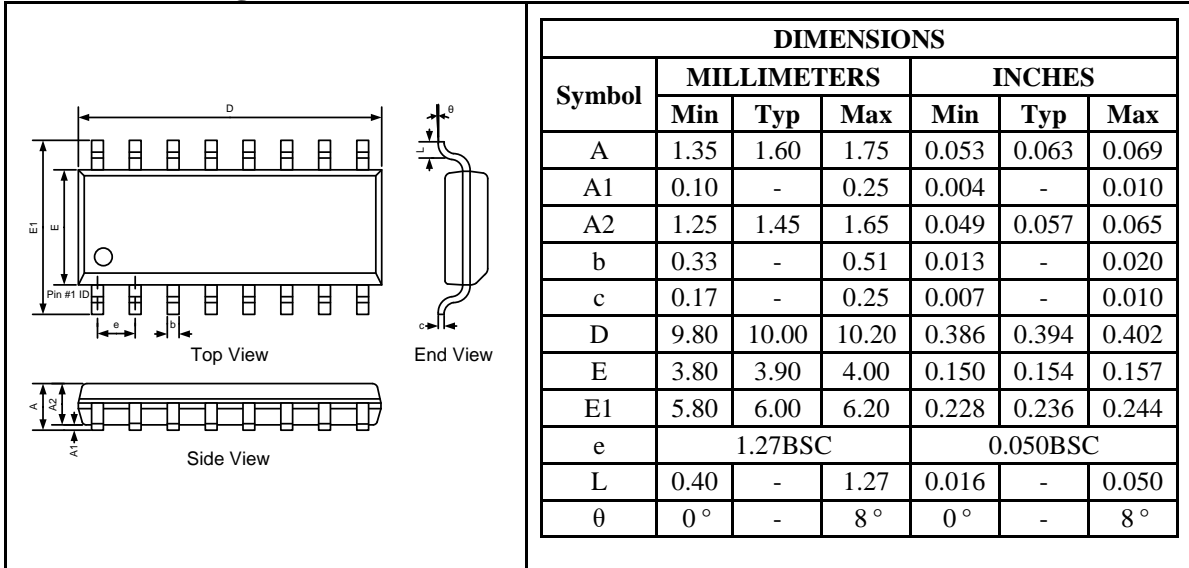 D
θ
L
E1
E
Pin #1 ID
e
b
c
Top View
End View
A
A2
A1
Side View
DIMENSIONS
Symbol MILLIMETERS INCHES
Min Typ Max Min Typ Max
A 1.35 1.60 1.75 0.053 0.063 0.069
A1 0.10 - 0.25 0.004 - 0.010
A2 1.25 1.45 1.65 0.049 0.057 0.065
b 0.33 - 0.51 0.013 - 0.020
c 0.17 - 0.25 0.007 - 0.010
D 9.80 10.00 10.20 0.386 0.394 0.402
E 3.80 3.90 4.00 0.150 0.154 0.157
E1 5.80 6.00 6.20 0.228 0.236 0.244
e 1.27BSC 0.050BSC
L 0.40 - 1.27 0.016 - 0.050
θ 0 ° - 8 ° 0 ° - 8 °